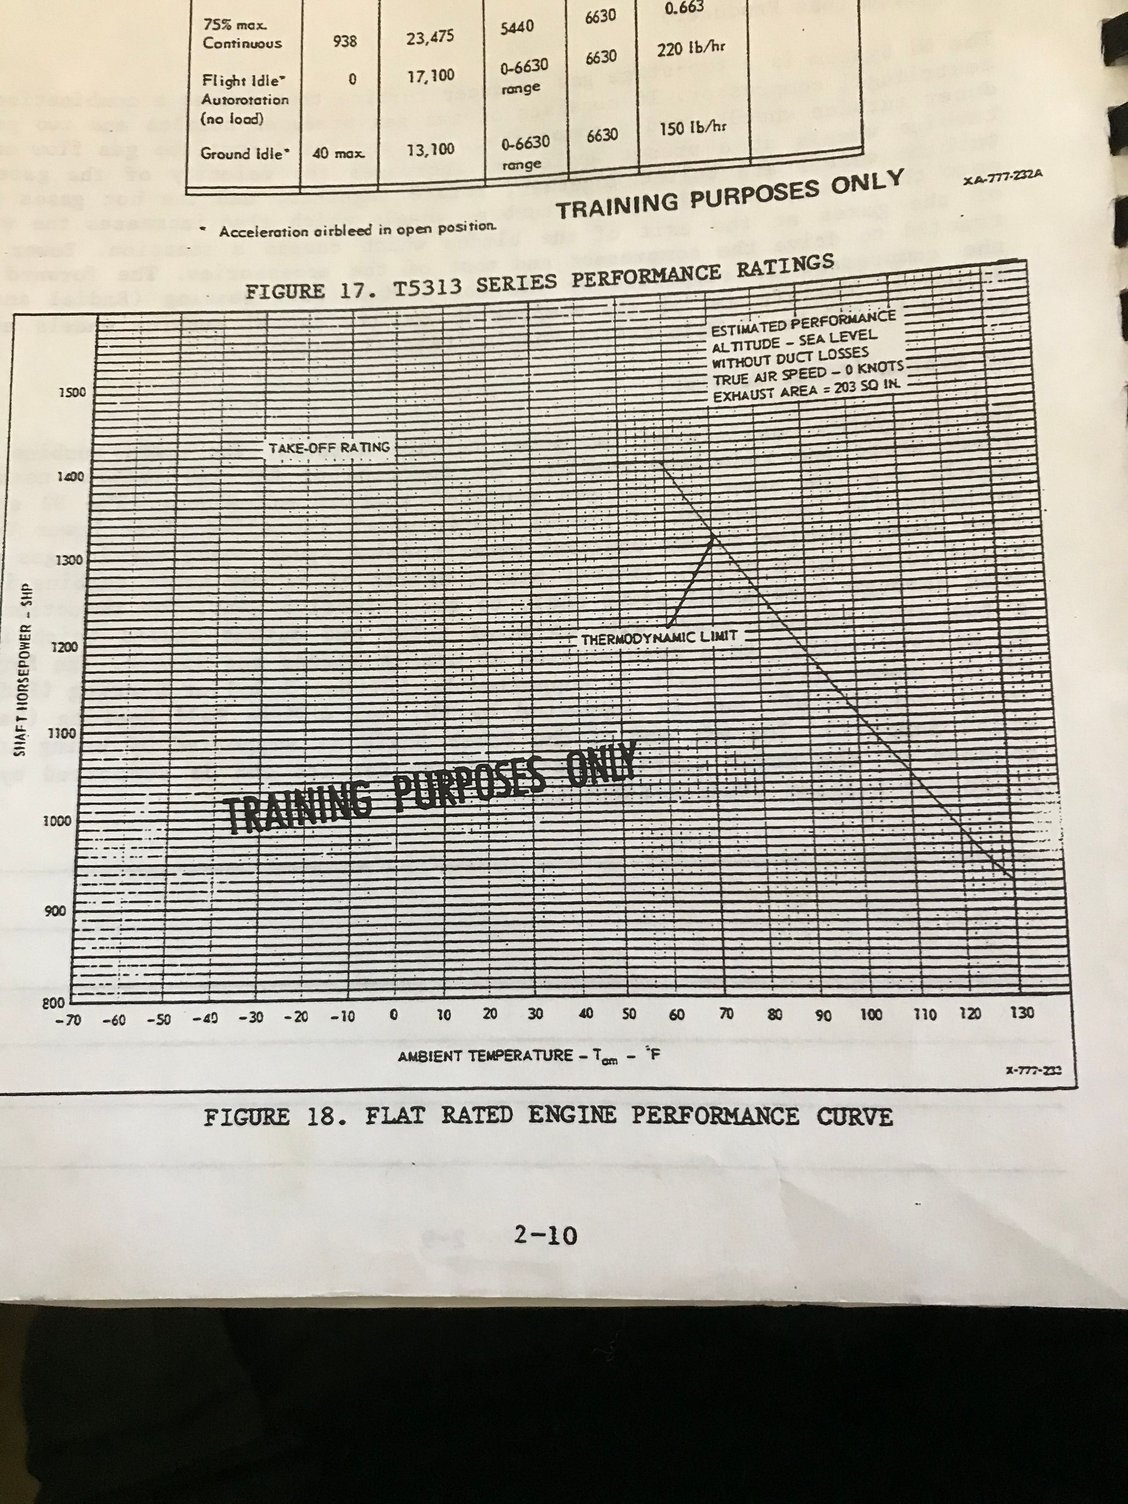 75% max. 938 23,475 5440 6630 0.663
Continuous
Flight Idle* 0 17,100 0-6630 6630 220 lb/hr
Autorotation range
(no load)
Ground Idle* 40 max. 13,100 0-6630 6630 150 lb/hr
range
TRAINING PURPOSES ONLY XA-777-232A
* Acceleration airbleed in open position.
FIGURE 17. T5313 SERIES PERFORMANCE RATINGS
ESTIMATED PERFORMANCE
ALTITUDE - SEA LEVEL
WITHOUT DUCT LOSSES
TRUE AIR SPEED - 0 KNOTS
EXHAUST AREA = 203 SQ IN.
1500
TAKE-OFF RATING
1400
1300
THERMODYNAMIC LIMIT
1200
SHAFT HORSEPOWER - SHP
1100
TRAINING PURPOSES ONLY
1000
900
800
-70 -60 -50 -40 -30 -20 -10 0 10 20 30 40 50 60 70 80 90 100 110 120 130
AMBIENT TEMPERATURE - Tam - °F
X-777-232
FIGURE 18. FLAT RATED ENGINE PERFORMANCE CURVE
2-10